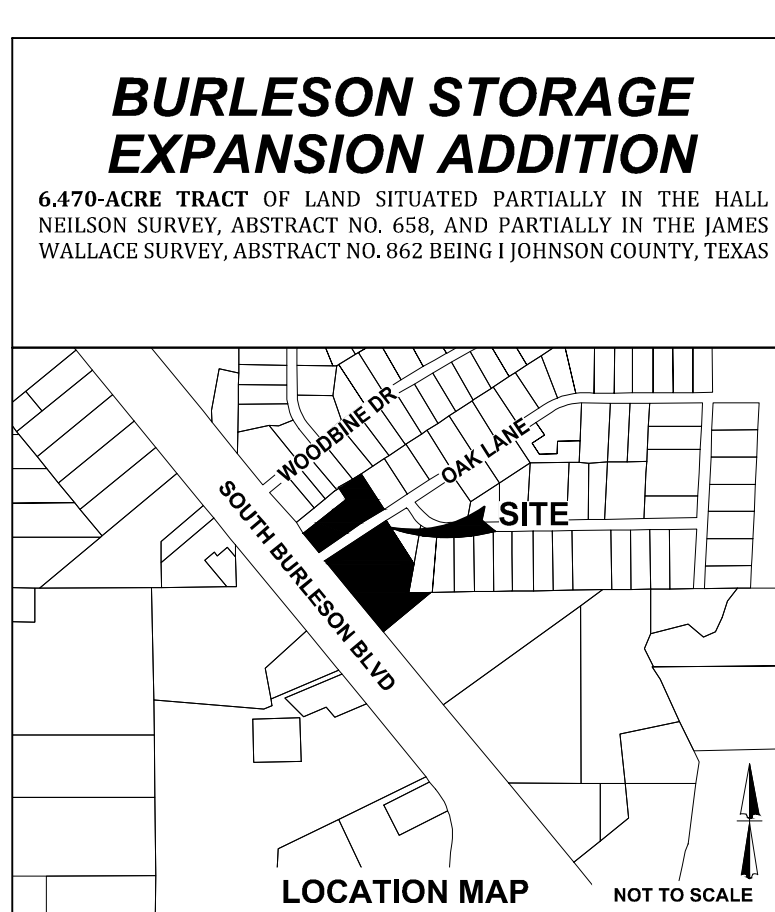 BURLESON STORAGE
EXPANSION ADDITION
6.470-ACRE TRACT OF LAND SITUATED PARTIALLY IN THE HALL
NEILSON SURVEY, ABSTRACT NO. 658, AND PARTIALLY IN THE JAMES
WALLACE SURVEY, ABSTRACT NO. 862 BEING I JOHNSON COUNTY, TEXAS
WOODBINE DR
OAK LANE
SITE
SOUTH BURLESON BLVD
LOCATION MAP
NOT TO SCALE